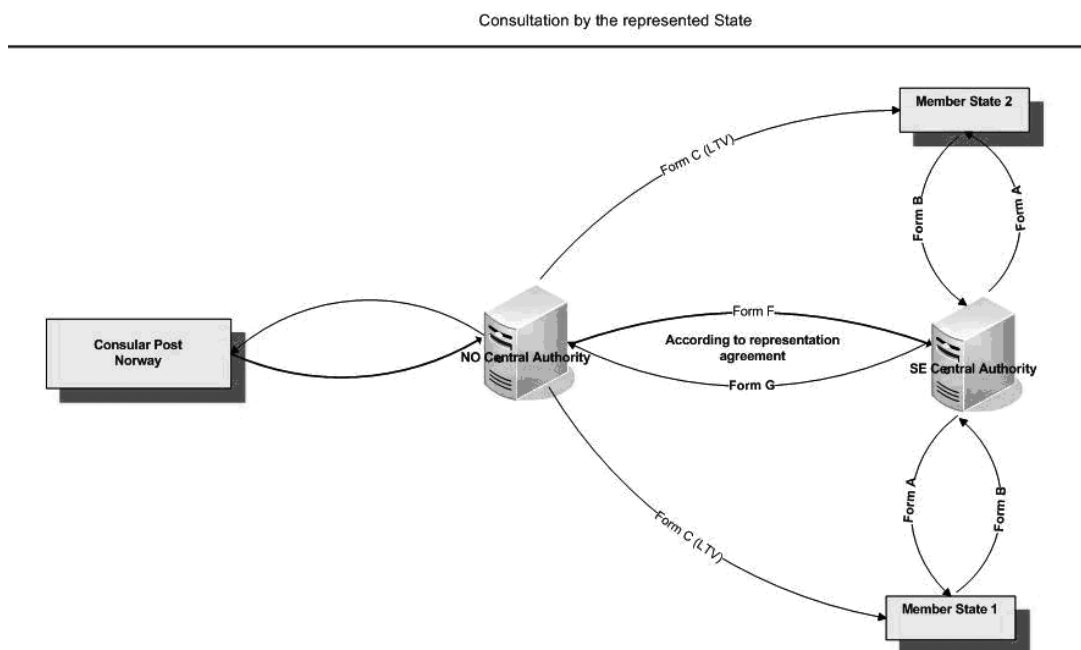 Consultation by the represented State
Member State 2
Form C (LTV)
Form B
Form A
Consular Post
Norway
NO Central Authority
Form F
According to representation
agreement
Form G
SE Central Authority
Form A
Form B
Form C (LTV)
Member State 1